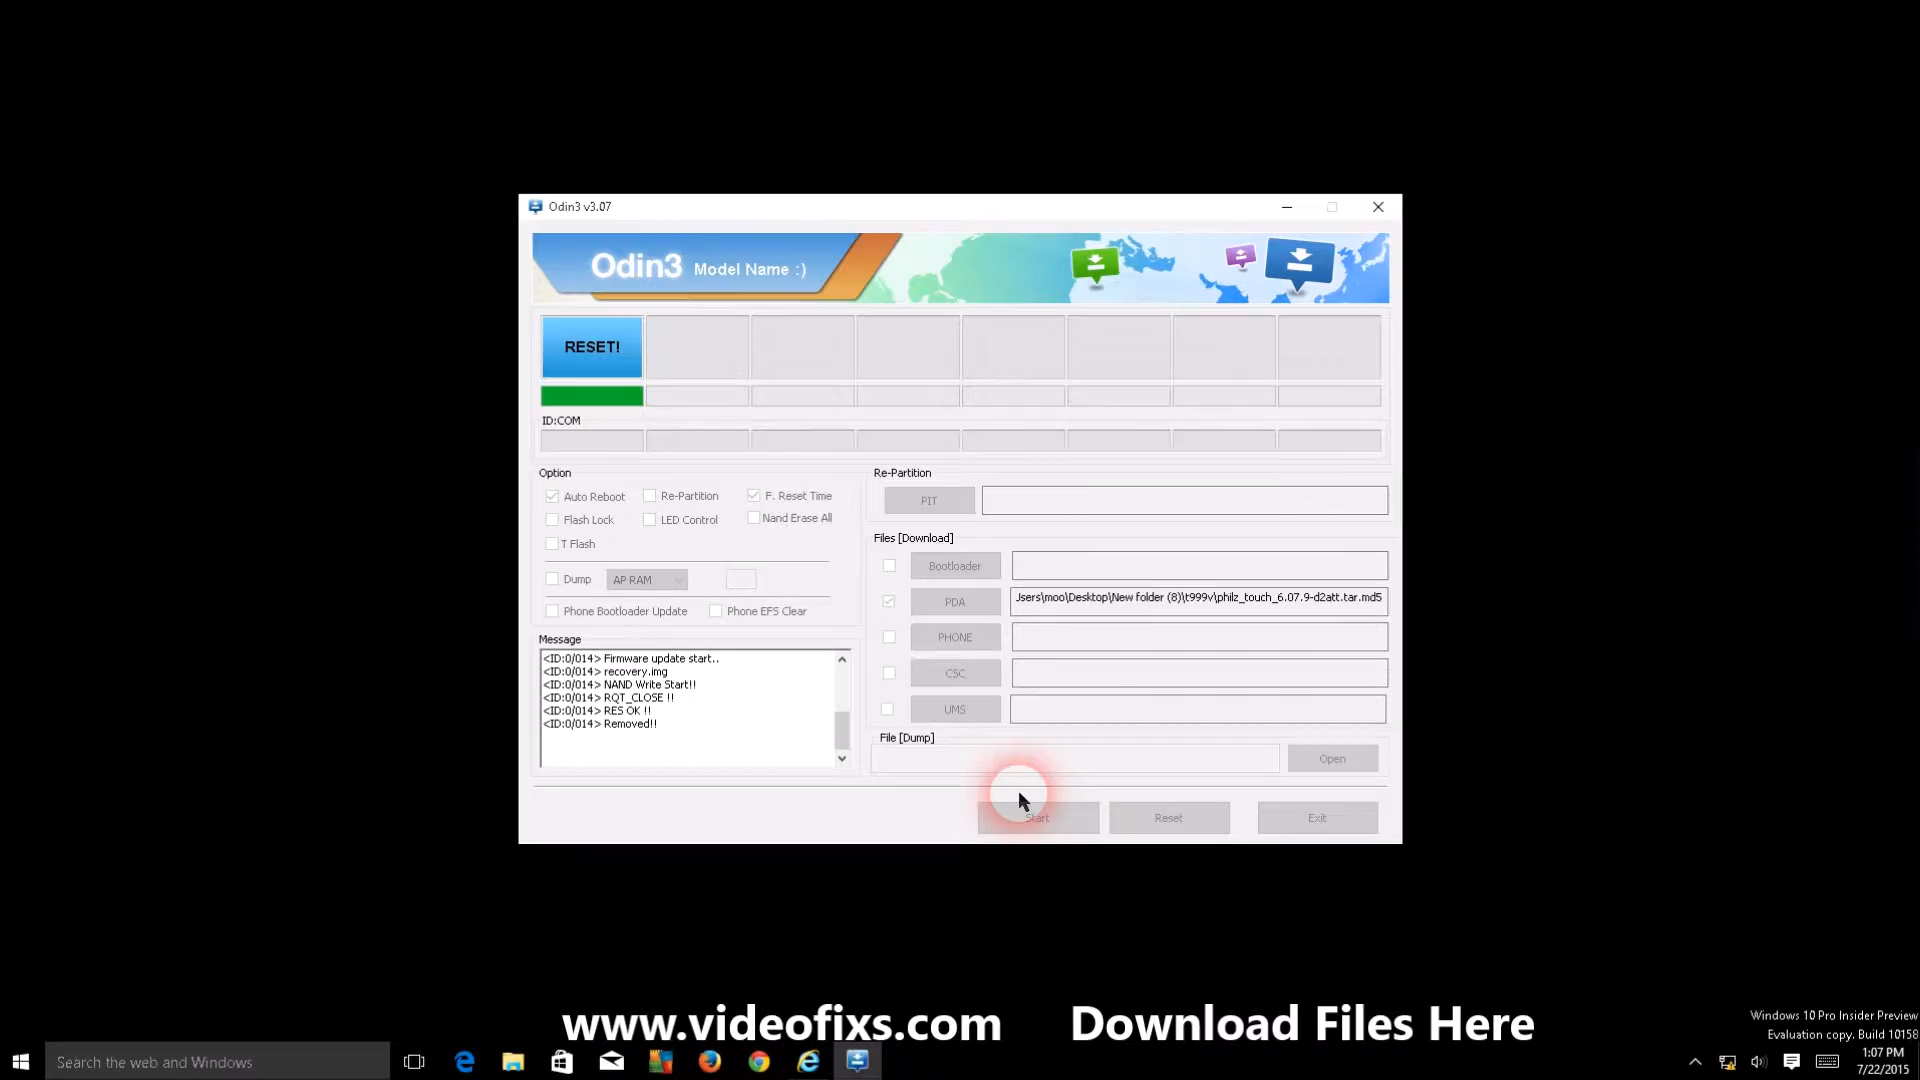 Odin3 v3.07
Odin3 Model Name :)
RESET!
ID:COM
Option
Auto Reboot Re-Partition F. Reset Time
Flash Lock LED Control Nand Erase All
T Flash
Dump AP RAM
Phone Bootloader Update Phone EFS Clear
Message
<ID:0/014> Firmware update start..
<ID:0/014> recovery.img
<ID:0/014> NAND Write Start!!
<ID:0/014> RQT_CLOSE !!
<ID:0/014> RES OK !!
<ID:0/014> Removed!!
Re-Partition
PIT
Files [Download]
Bootloader
PDA Jsers\moo\Desktop\New folder (8)\t999v\philz_touch_6.07.9-d2att.tar.md5
PHONE
CSC
UMS
File [Dump]
Open
Start Reset Exit
www.videofixs.com Download Files Here
Windows 10 Pro Insider Preview
Evaluation copy. Build 10158
Search the web and Windows
1:07 PM
7/22/2015